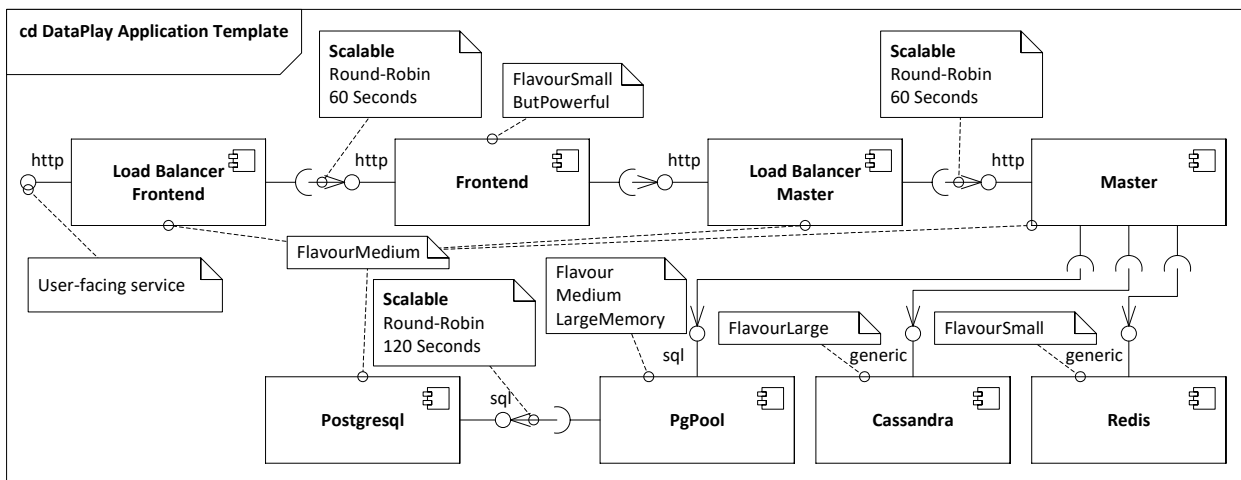 cd DataPlay Application Template
Scalable
Round-Robin
60 Seconds
FlavourSmall
ButPowerful
Scalable
Round-Robin
60 Seconds
http
Load Balancer
Frontend
http
Frontend
http
Load Balancer
Master
http
Master
User-facing service
FlavourMedium
Scalable
Round-Robin
120 Seconds
Flavour
Medium
LargeMemory
FlavourLarge
FlavourSmall
sql
generic
generic
Postgresql
sql
PgPool
Cassandra
Redis